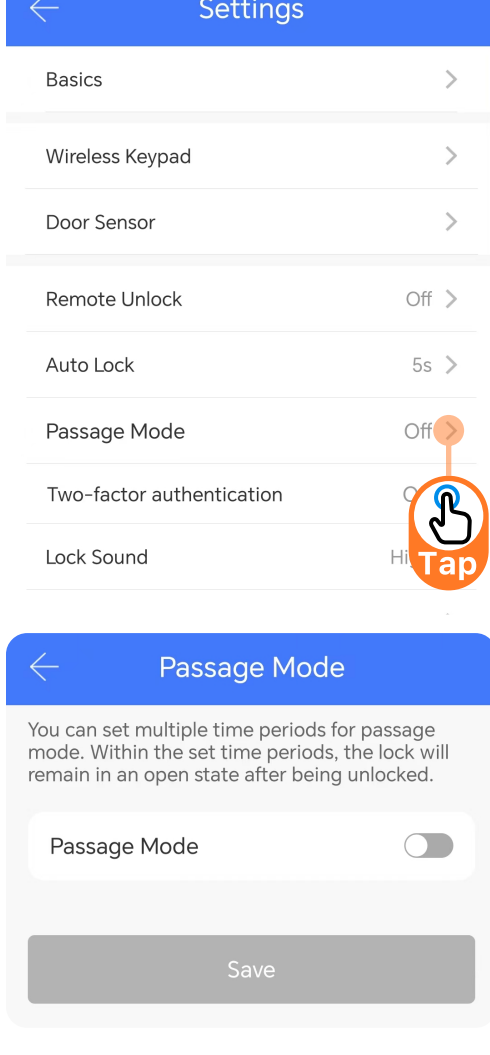 Settings
Basics
Wireless Keypad
Door Sensor
Remote Unlock Off
Auto Lock 5s
Passage Mode Off
Two-factor authentication
Lock Sound
Tap
Passage Mode
You can set multiple time periods for passage
mode. Within the set time periods, the lock will
remain in an open state after being unlocked.
Passage Mode
Save